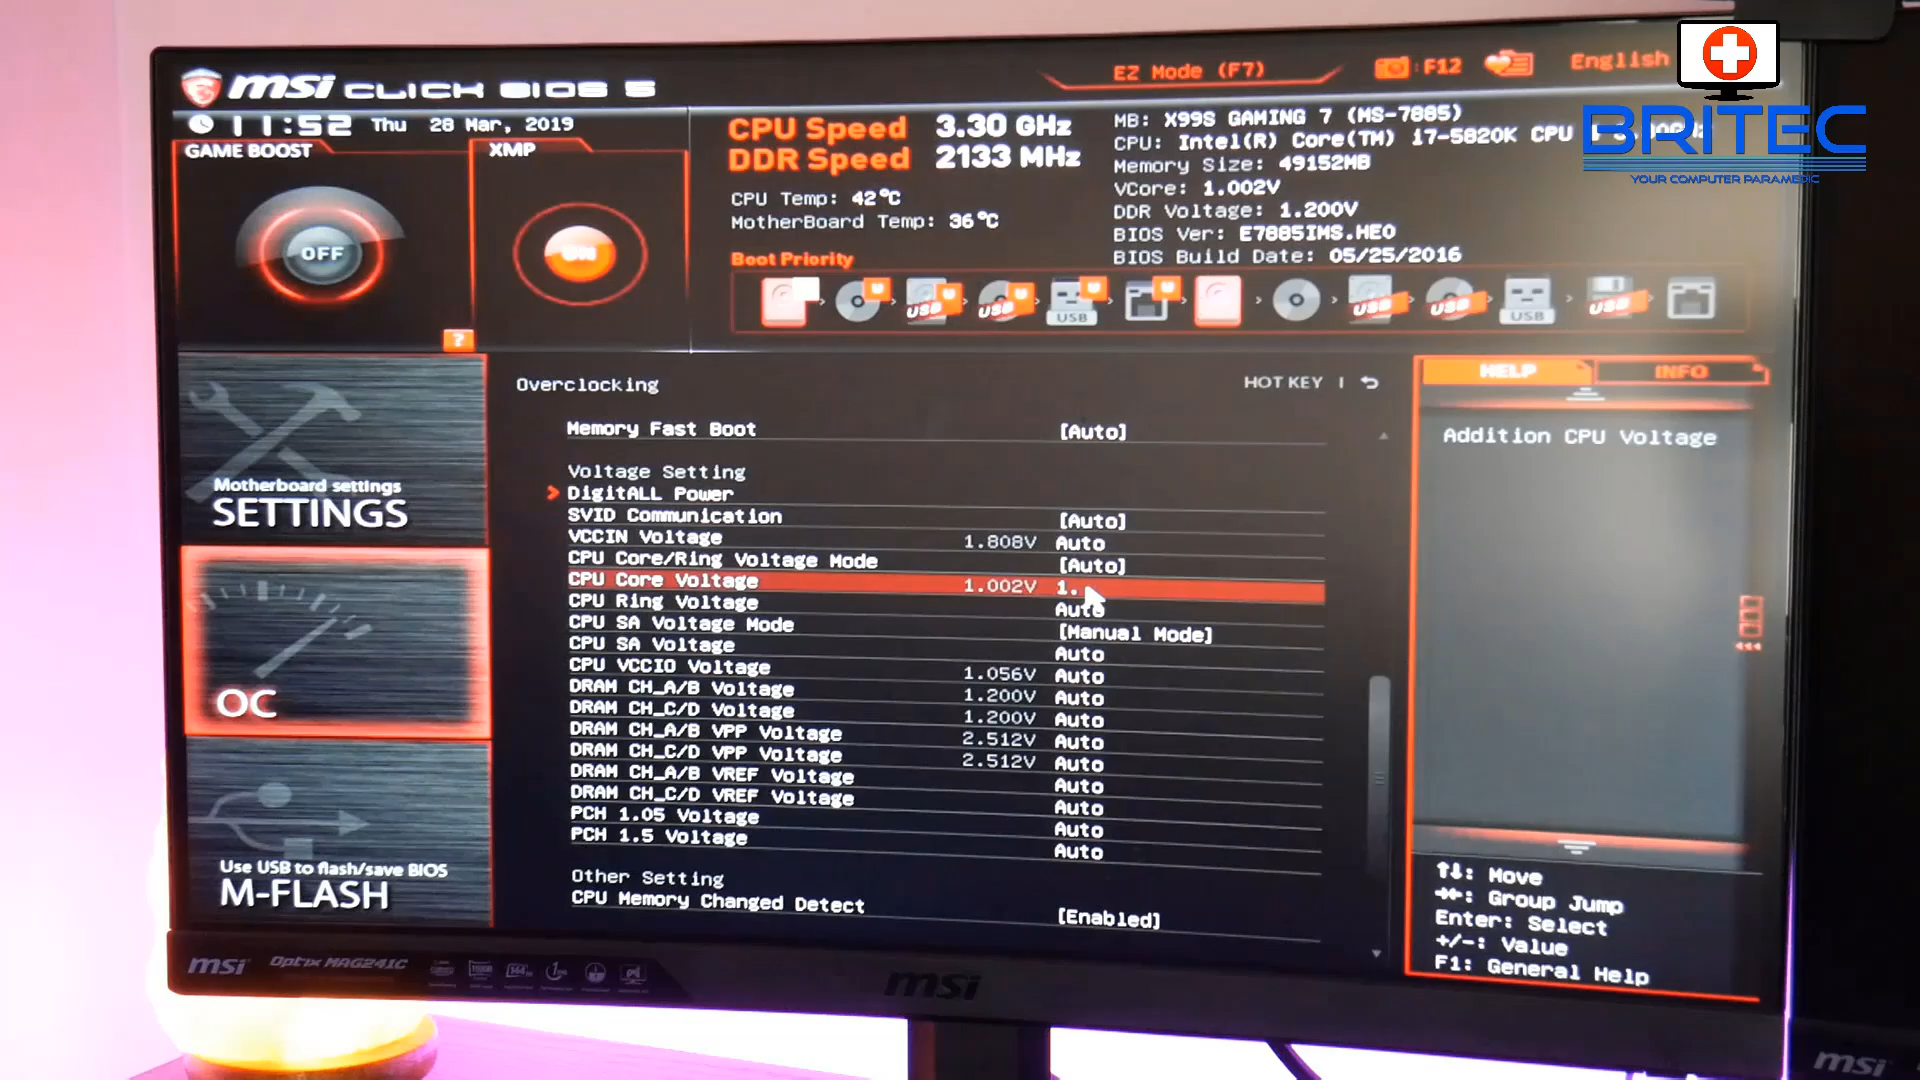 msi CLICK BIOS 5
EZ Mode (F7)
: F12
English
11:52 Thu 28 Mar, 2019
GAME BOOST
XMP
OFF
ON
CPU Speed 3.30 GHz
DDR Speed 2133 MHz
CPU Temp: 42°C
MotherBoard Temp: 36°C
MB: X99S GAMING 7 (MS-7885)
CPU: Intel(R) Core(TM) i7-5820K CPU
Memory Size: 49152MB
VCore: 1.002V
DDR Voltage: 1.200V
BIOS Ver: E7885IMS.HE0
BIOS Build Date: 05/25/2016
BRITEC
YOUR COMPUTER PARAMEDIC
Boot Priority
U U U U U
USB USB USB USB USB USB USB
?
Motherboard settings
SETTINGS
OC
Use USB to flash/save BIOS
M-FLASH
Overclocking
HOT KEY |
Memory Fast Boot [Auto]
Voltage Setting
> DigitALL Power
SVID Communication [Auto]
VCCIN Voltage 1.808V Auto
CPU Core/Ring Voltage Mode [Auto]
CPU Core Voltage 1.002V 1.
CPU Ring Voltage Auto
CPU SA Voltage Mode [Manual Mode]
CPU SA Voltage Auto
CPU VCCIO Voltage 1.056V Auto
DRAM CH_A/B Voltage 1.200V Auto
DRAM CH_C/D Voltage 1.200V Auto
DRAM CH_A/B VPP Voltage 2.512V Auto
DRAM CH_C/D VPP Voltage 2.512V Auto
DRAM CH_A/B VREF Voltage Auto
DRAM CH_C/D VREF Voltage Auto
PCH 1.05 Voltage Auto
PCH 1.5 Voltage Auto
Other Setting
CPU Memory Changed Detect [Enabled]
HELP
INFO
Addition CPU Voltage
↑↓: Move
→←: Group Jump
Enter: Select
+/-: Value
F1: General Help
msi Optix MAG241C
msi
msi